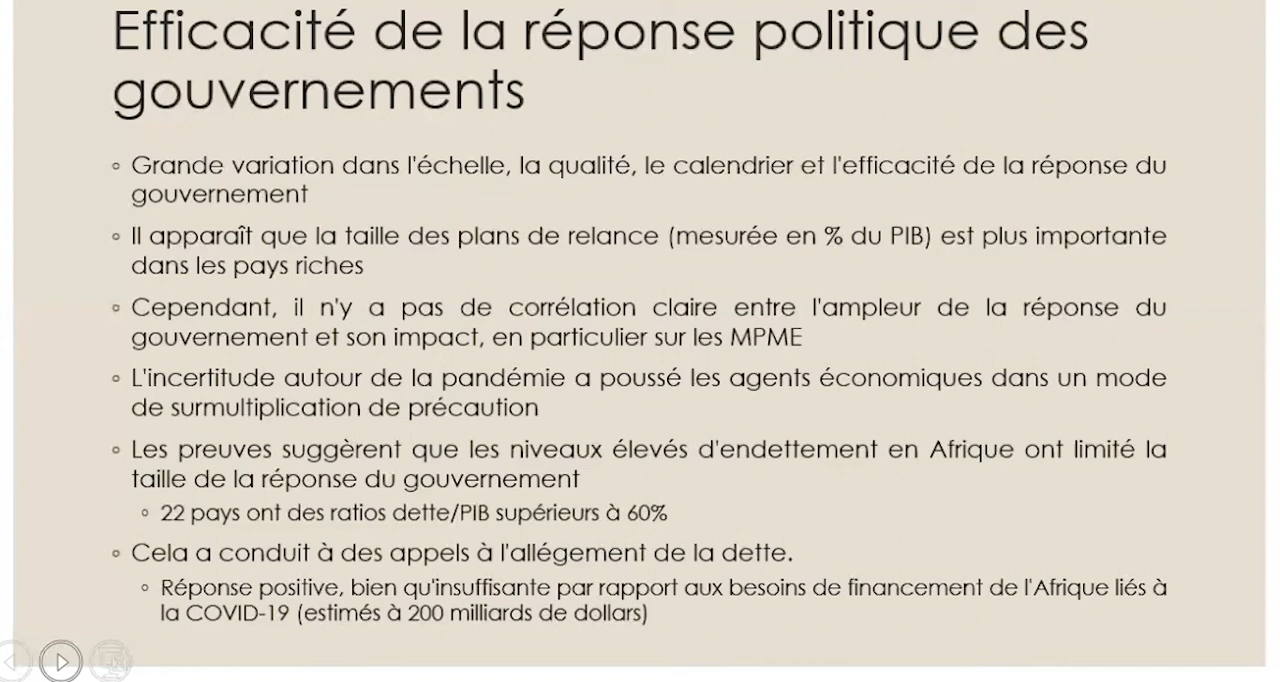 Efficacité de la réponse politique des
gouvernements
◦ Grande variation dans l'échelle, la qualité, le calendrier et l'efficacité de la réponse du
gouvernement
◦ Il apparaît que la taille des plans de relance (mesurée en % du PIB) est plus importante
dans les pays riches
◦ Cependant, il n'y a pas de corrélation claire entre l'ampleur de la réponse du
gouvernement et son impact, en particulier sur les MPME
◦ L'incertitude autour de la pandémie a poussé les agents économiques dans un mode
de surmultiplication de précaution
◦ Les preuves suggèrent que les niveaux élevés d'endettement en Afrique ont limité la
taille de la réponse du gouvernement
◦ 22 pays ont des ratios dette/PIB supérieurs à 60%
◦ Cela a conduit à des appels à l'allégement de la dette.
◦ Réponse positive, bien qu'insuffisante par rapport aux besoins de financement de l'Afrique liés à
la COVID-19 (estimés à 200 milliards de dollars)